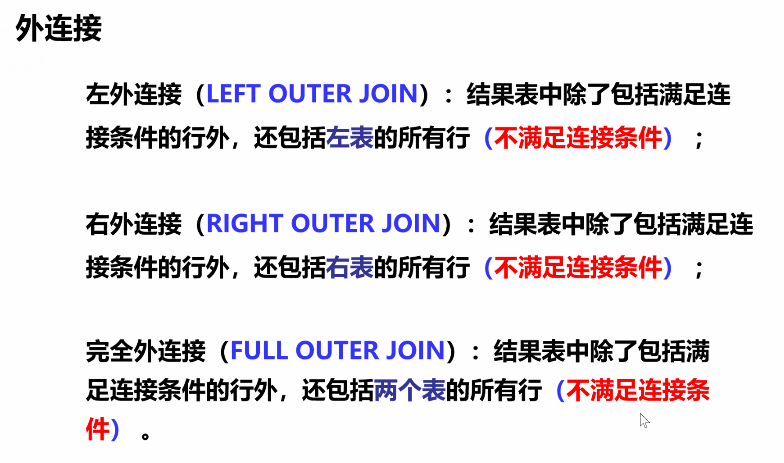 外连接
左外连接（LEFT OUTER JOIN）：结果表中除了包括满足连
接条件的行外，还包括左表的所有行（不满足连接条件）；
右外连接（RIGHT OUTER JOIN）：结果表中除了包括满足连
接条件的行外，还包括右表的所有行（不满足连接条件）；
完全外连接（FULL OUTER JOIN）：结果表中除了包括满
足连接条件的行外，还包括两个表的所有行（不满足连接条
件）。